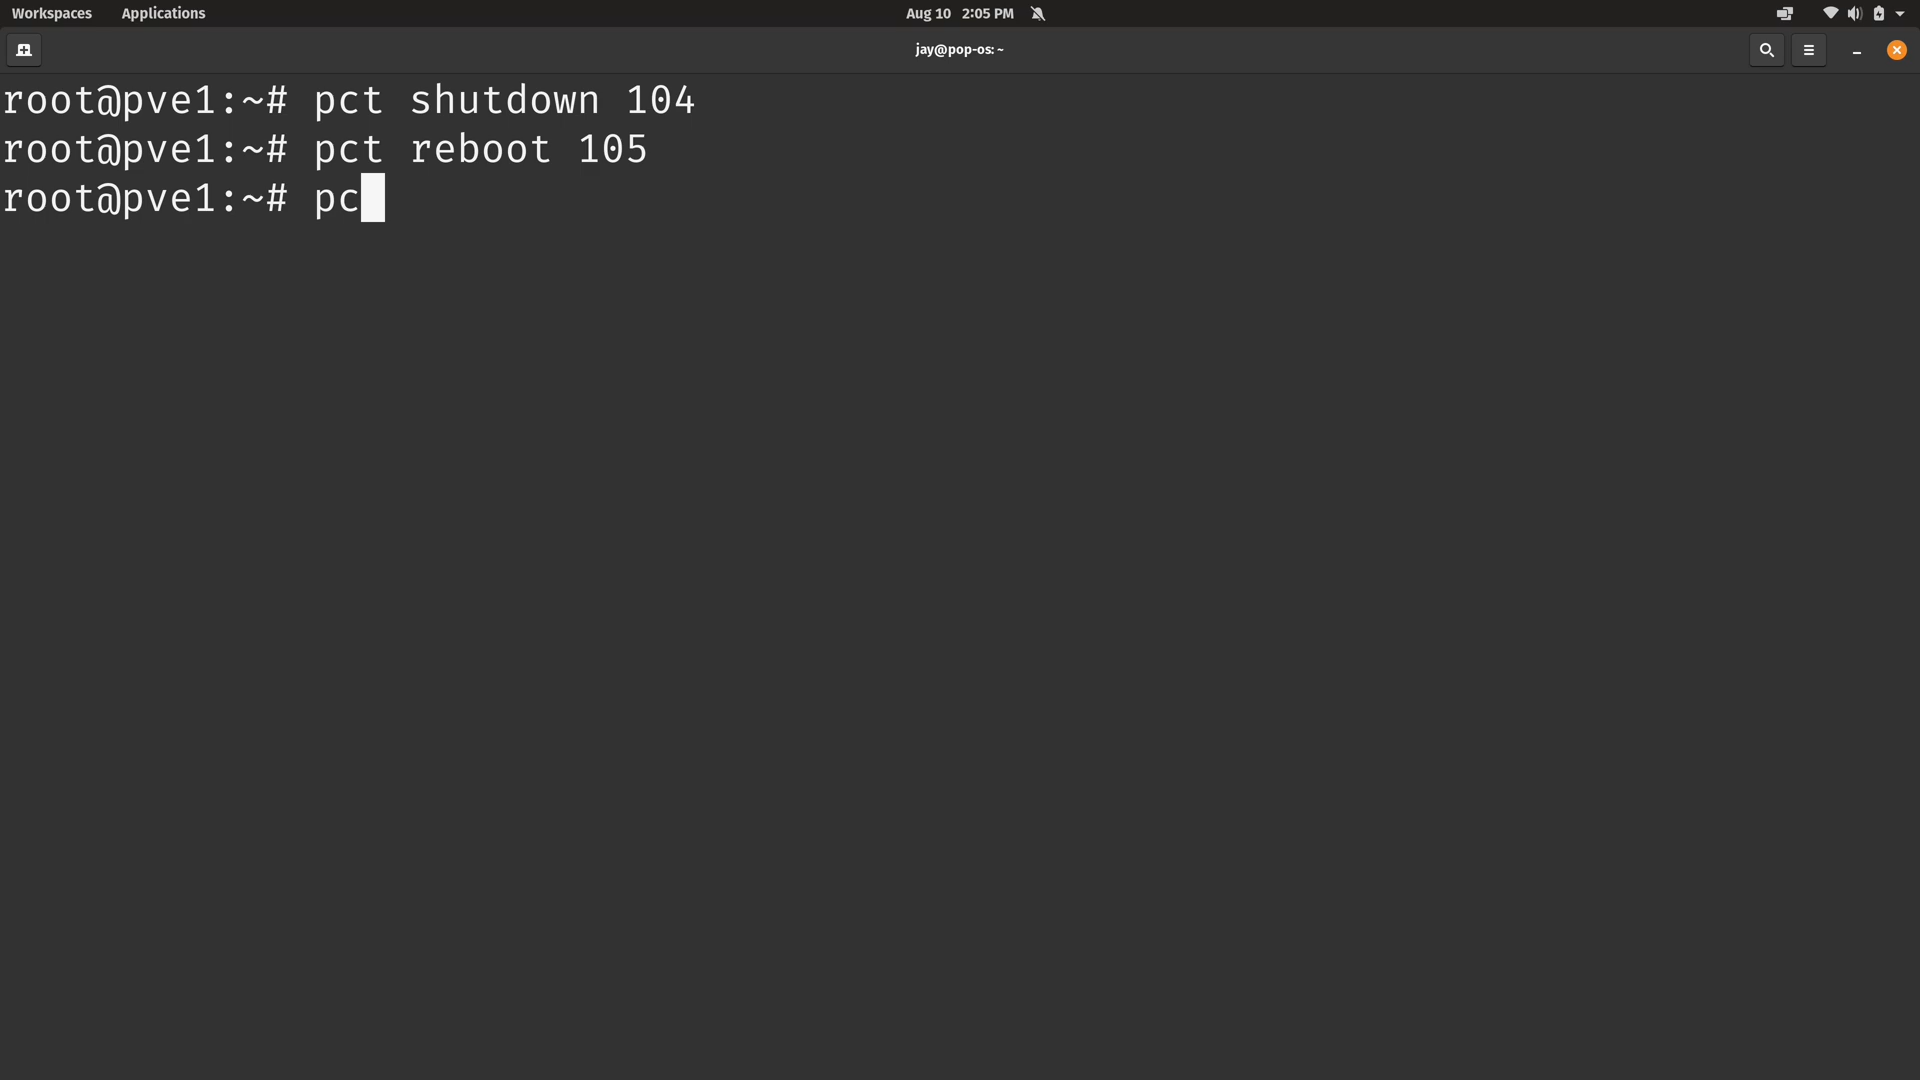 Workspaces Applications Aug 10 2:05 PM
jay@pop-os: ~
root@pve1:~# pct shutdown 104
root@pve1:~# pct reboot 105
root@pve1:~# pc